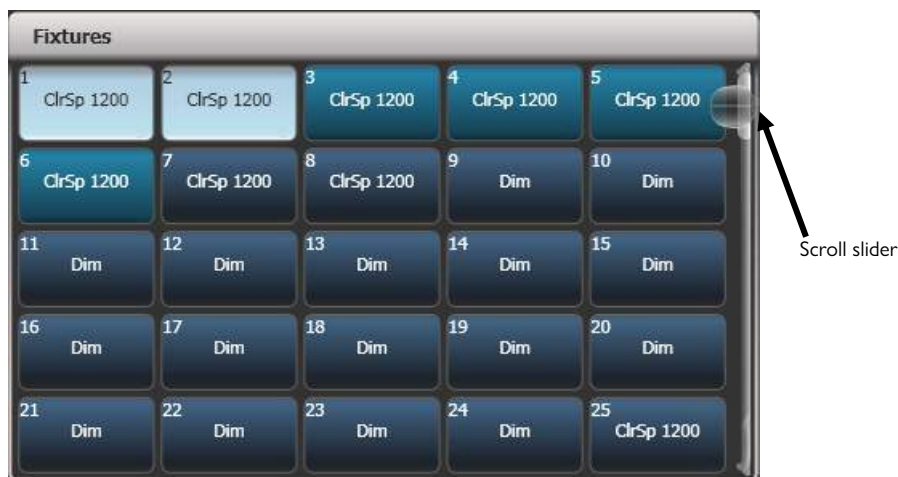 Fixtures
1 ClrSp 1200
2 ClrSp 1200
3 ClrSp 1200
4 ClrSp 1200
5 ClrSp 1200
6 ClrSp 1200
7 ClrSp 1200
8 ClrSp 1200
9 Dim
10 Dim
11 Dim
12 Dim
13 Dim
14 Dim
15 Dim
Scroll slider
16 Dim
17 Dim
18 Dim
19 Dim
20 Dim
21 Dim
22 Dim
23 Dim
24 Dim
25 ClrSp 1200